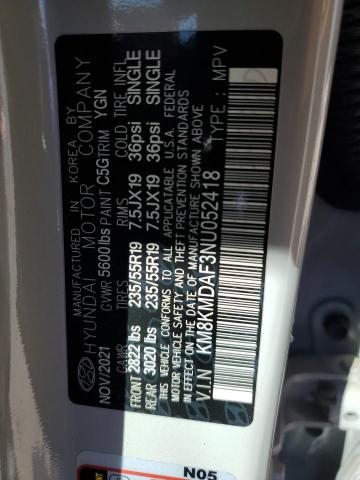 MANUFACTURED IN KOREA BY
HYUNDAI MOTOR COMPANY
NOV/2021 GVWR 5600lbs PAINT C5G TRIM YGN
GAWR TIRES RIMS COLD TIRE INFL
FRONT 2822 lbs 235/55R19 7.5JX19 36psi SINGLE
REAR 3020 lbs 235/55R19 7.5JX19 36psi SINGLE
THIS VEHICLE CONFORMS TO ALL APPLICABLE U.S.A. FEDERAL
MOTOR VEHICLE SAFETY STANDARDS IN EFFECT ON THE DATE OF MANUFACTURE SHOWN ABOVE
V.I.N : KM8KMDAF3NU052418 TYPE : MPV
N05